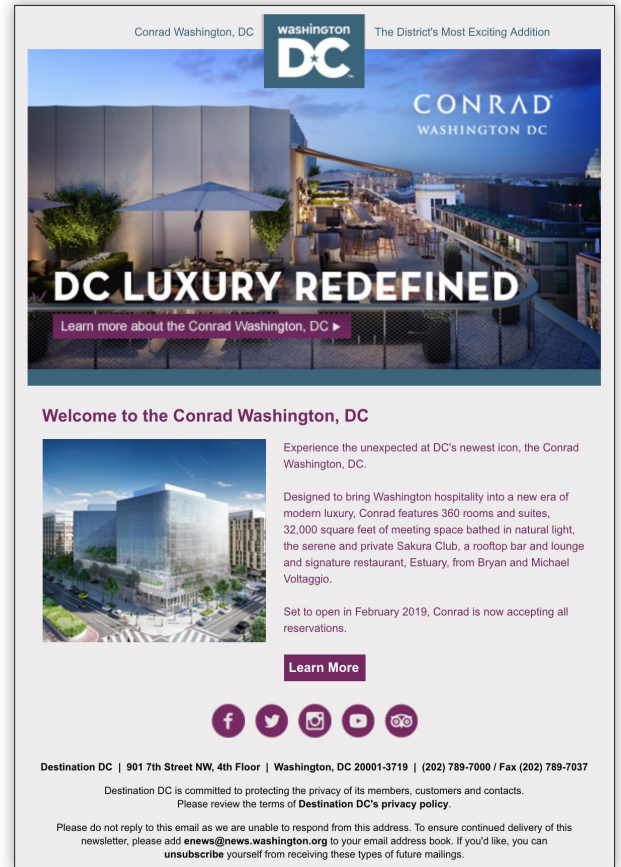 Conrad Washington, DC
WASHINGTON
DC
The District's Most Exciting Addition
CONRAD
WASHINGTON DC
DC LUXURY REDEFINED
Learn more about the Conrad Washington, DC ▶
Welcome to the Conrad Washington, DC
Experience the unexpected at DC's newest icon, the Conrad
Washington, DC.
Designed to bring Washington hospitality into a new era of
modern luxury, Conrad features 360 rooms and suites,
32,000 square feet of meeting space bathed in natural light,
the serene and private Sakura Club, a rooftop bar and lounge
and signature restaurant, Estuary, from Bryan and Michael
Voltaggio.
Set to open in February 2019, Conrad is now accepting all
reservations.
Learn More
Destination DC | 901 7th Street NW, 4th Floor | Washington, DC 20001-3719 | (202) 789-7000 / Fax (202) 789-7037
Destination DC is committed to protecting the privacy of its members, customers and contacts.
Please review the terms of Destination DC's privacy policy.
Please do not reply to this email as we are unable to respond from this address. To ensure continued delivery of this
newsletter, please add enews@news.washington.org to your email address book. If you'd like, you can
unsubscribe yourself from receiving these types of future mailings.